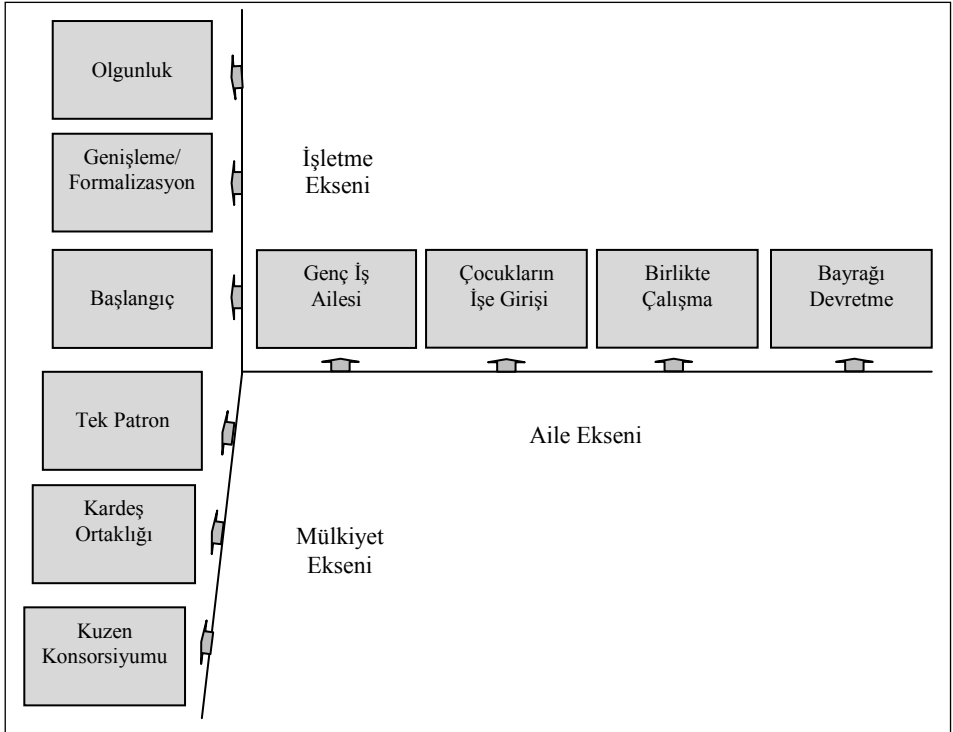 Olgunluk
Genişleme/
Formalizasyon
İşletme
Ekseni
Başlangıç
Genç İş
Ailesi
Çocukların
İşe Girişi
Birlikte
Çalışma
Bayrağı
Devretme
Tek Patron
Aile Ekseni
Kardeş
Ortaklığı
Mülkiyet
Ekseni
Kuzen
Konsorsiyumu